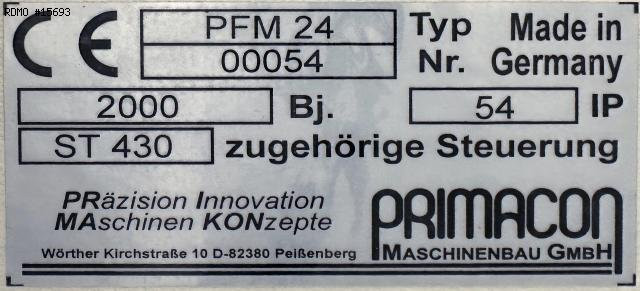 RDMO #15693
CE PFM 24 Typ Made in
00054 Nr. Germany
2000 Bj. 54 IP
ST 430 zugehörige Steuerung
PRäzision Innovation
MAschinen KONzepte
Wörther Kirchstraße 10 D-82380 Peißenberg
PRIMACON
MASCHINENBAU GMBH